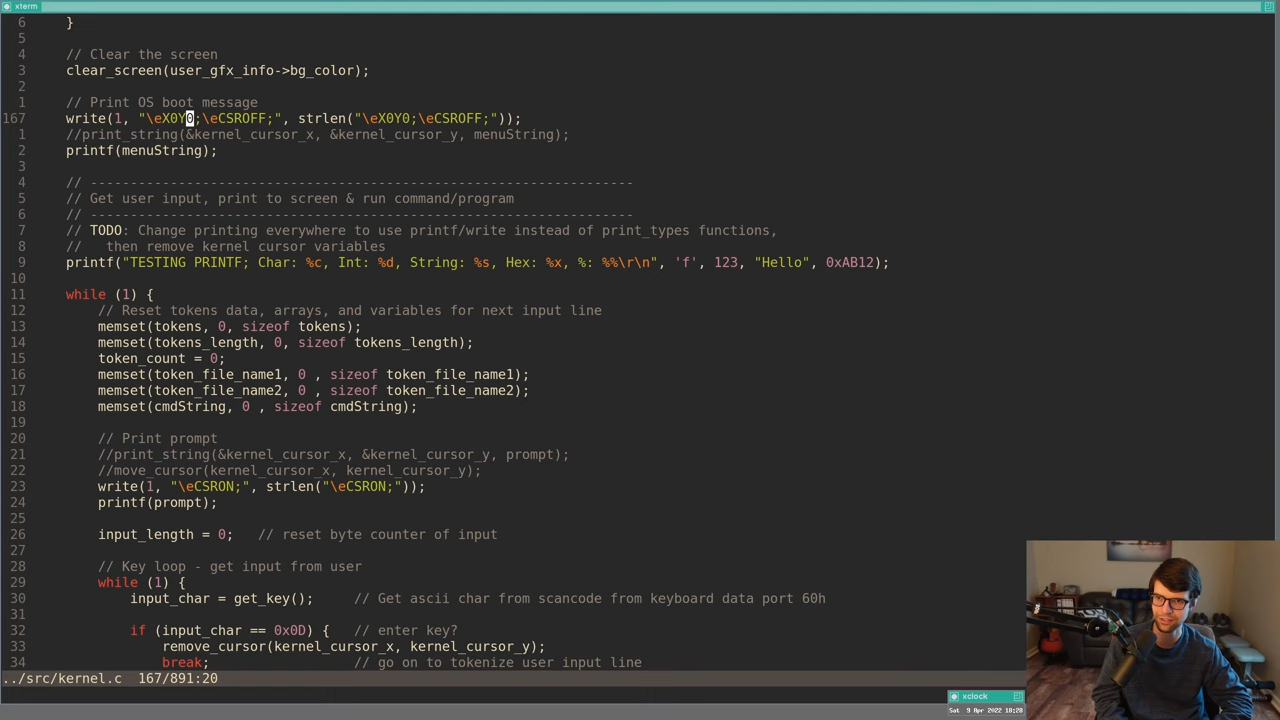 xterm
6     }
5
4     // Clear the screen
3     clear_screen(user_gfx_info->bg_color);
2
1     // Print OS boot message
167     write(1, "\eX0Y0;\eCSROFF;", strlen("\eX0Y0;\eCSROFF;"));
1     //print_string(&kernel_cursor_x, &kernel_cursor_y, menuString);
2     printf(menuString);
3
4     // --------------------------------------------------------------------
5     // Get user input, print to screen & run command/program
6     // --------------------------------------------------------------------
7     // TODO: Change printing everywhere to use printf/write instead of print_types functions,
8     //   then remove kernel cursor variables
9     printf("TESTING PRINTF; Char: %c, Int: %d, String: %s, Hex: %x, %: %%\r\n", 'f', 123, "Hello", 0xAB12);
10
11     while (1) {
12         // Reset tokens data, arrays, and variables for next input line
13         memset(tokens, 0, sizeof tokens);
14         memset(tokens_length, 0, sizeof tokens_length);
15         token_count = 0;
16         memset(token_file_name1, 0 , sizeof token_file_name1);
17         memset(token_file_name2, 0 , sizeof token_file_name2);
18         memset(cmdString, 0 , sizeof cmdString);
19
20         // Print prompt
21         //print_string(&kernel_cursor_x, &kernel_cursor_y, prompt);
22         //move_cursor(kernel_cursor_x, kernel_cursor_y);
23         write(1, "\eCSRON;", strlen("\eCSRON;"));
24         printf(prompt);
25
26         input_length = 0;   // reset byte counter of input
27
28         // Key loop - get input from user
29         while (1) {
30             input_char = get_key();     // Get ascii char from scancode from keyboard data port 60h
31
32             if (input_char == 0x0D) {   // enter key?
33                 remove_cursor(kernel_cursor_x, kernel_cursor_y);
34                 break;                  // go on to tokenize user input line
../src/kernel.c  167/891:20
xclock
Sat  9 Apr 2022 18:28